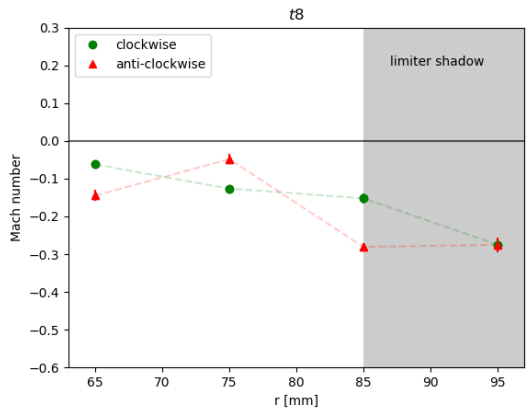 t8
0.3
0.2
0.1
0.0
−0.1
−0.2
−0.3
−0.4
−0.5
−0.6
Mach number
clockwise
anti-clockwise
limiter shadow
65
70
75
80
85
90
95
r [mm]